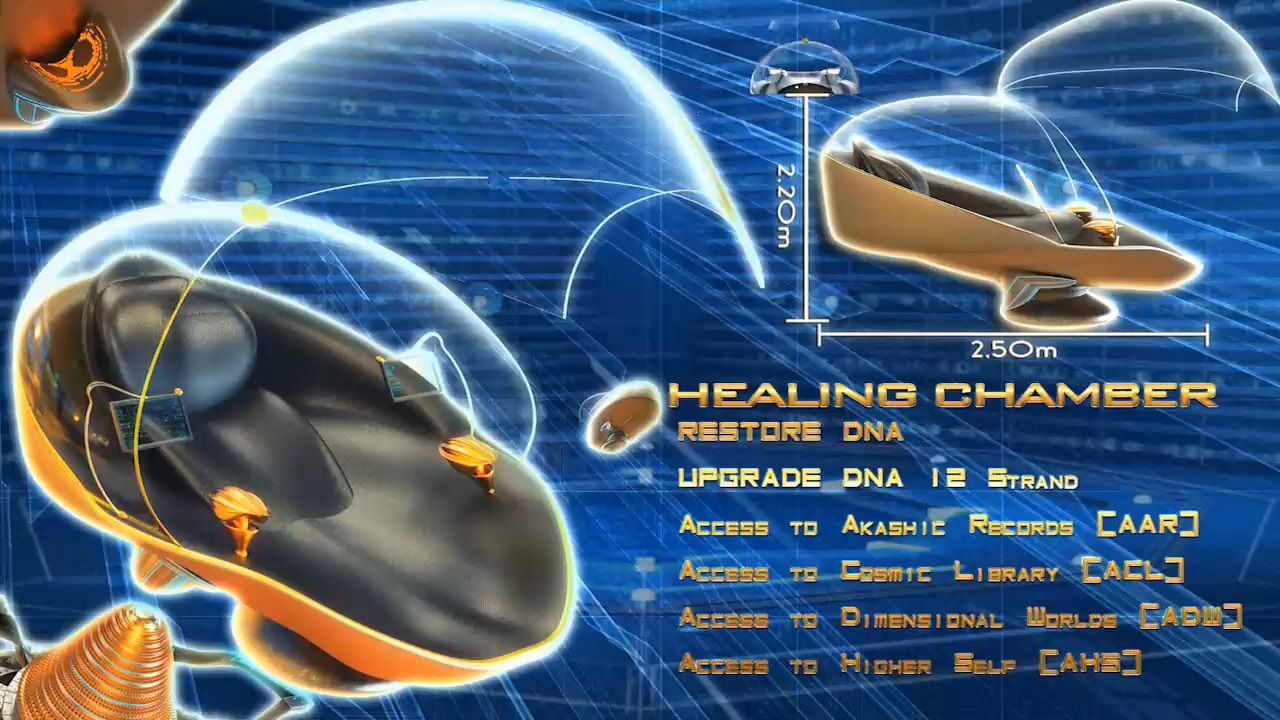 2.20m
2.50m
HEALING CHAMBER
RESTORE DNA
UPGRADE DNA 12 STRAND
ACCESS TO AKASHIC RECORDS [AAR]
ACCESS TO COSMIC LIBRARY [ACL]
ACCESS TO DIMENSIONAL WORLDS [ADW]
ACCESS TO HIGHER SELF [AHS]